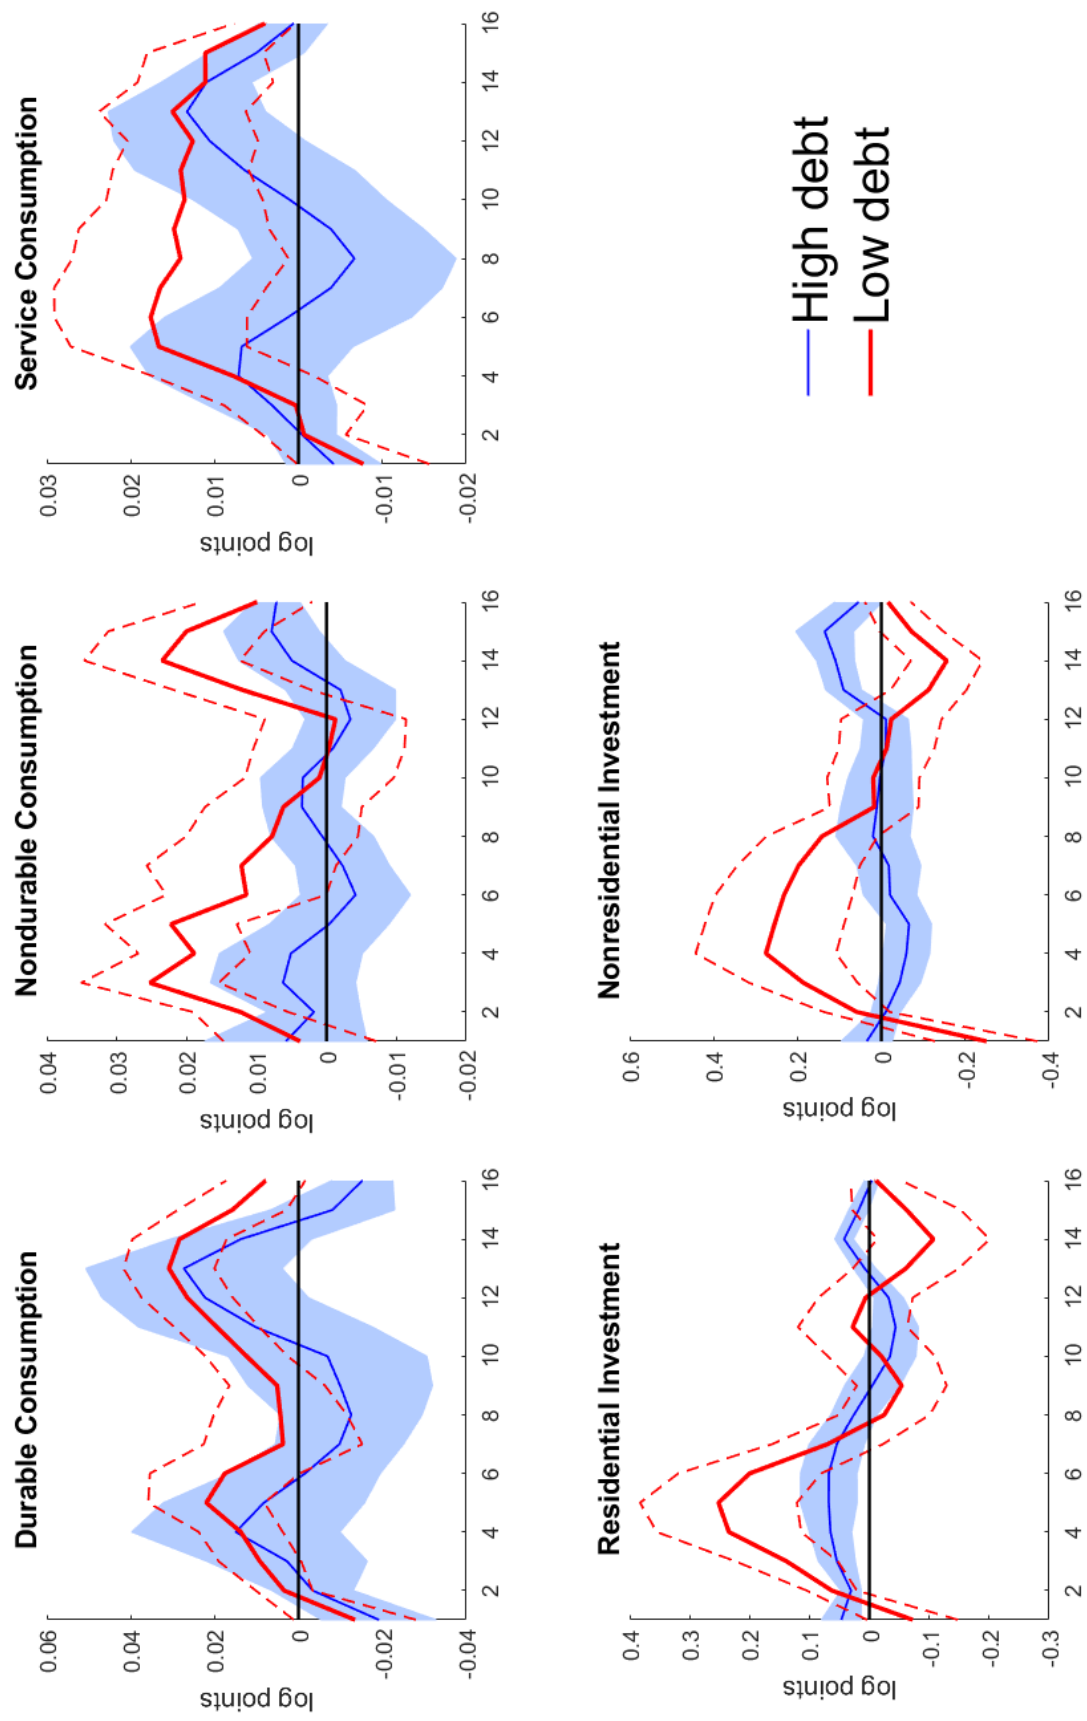 Durable Consumption
0.06
0.04
0.02
0
-0.02
-0.04
log points
2 4 6 8 10 12 14 16
Nondurable Consumption
0.04
0.03
0.02
0.01
0
-0.01
-0.02
log points
2 4 6 8 10 12 14 16
Service Consumption
0.03
0.02
0.01
0
-0.01
-0.02
log points
2 4 6 8 10 12 14 16
Residential Investment
0.4
0.3
0.2
0.1
0
-0.1
-0.2
-0.3
log points
2 4 6 8 10 12 14 16
Nonresidential Investment
0.6
0.4
0.2
0
-0.2
-0.4
log points
2 4 6 8 10 12 14 16
High debt
Low debt